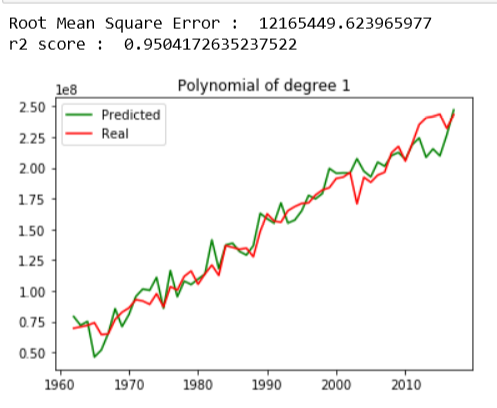 Root Mean Square Error :  12165449.623965977
r2 score :  0.9504172635237522
Polynomial of degree 1
1e8
Predicted
Real
2.50
2.25
2.00
1.75
1.50
1.25
1.00
0.75
0.50
1960 1970 1980 1990 2000 2010